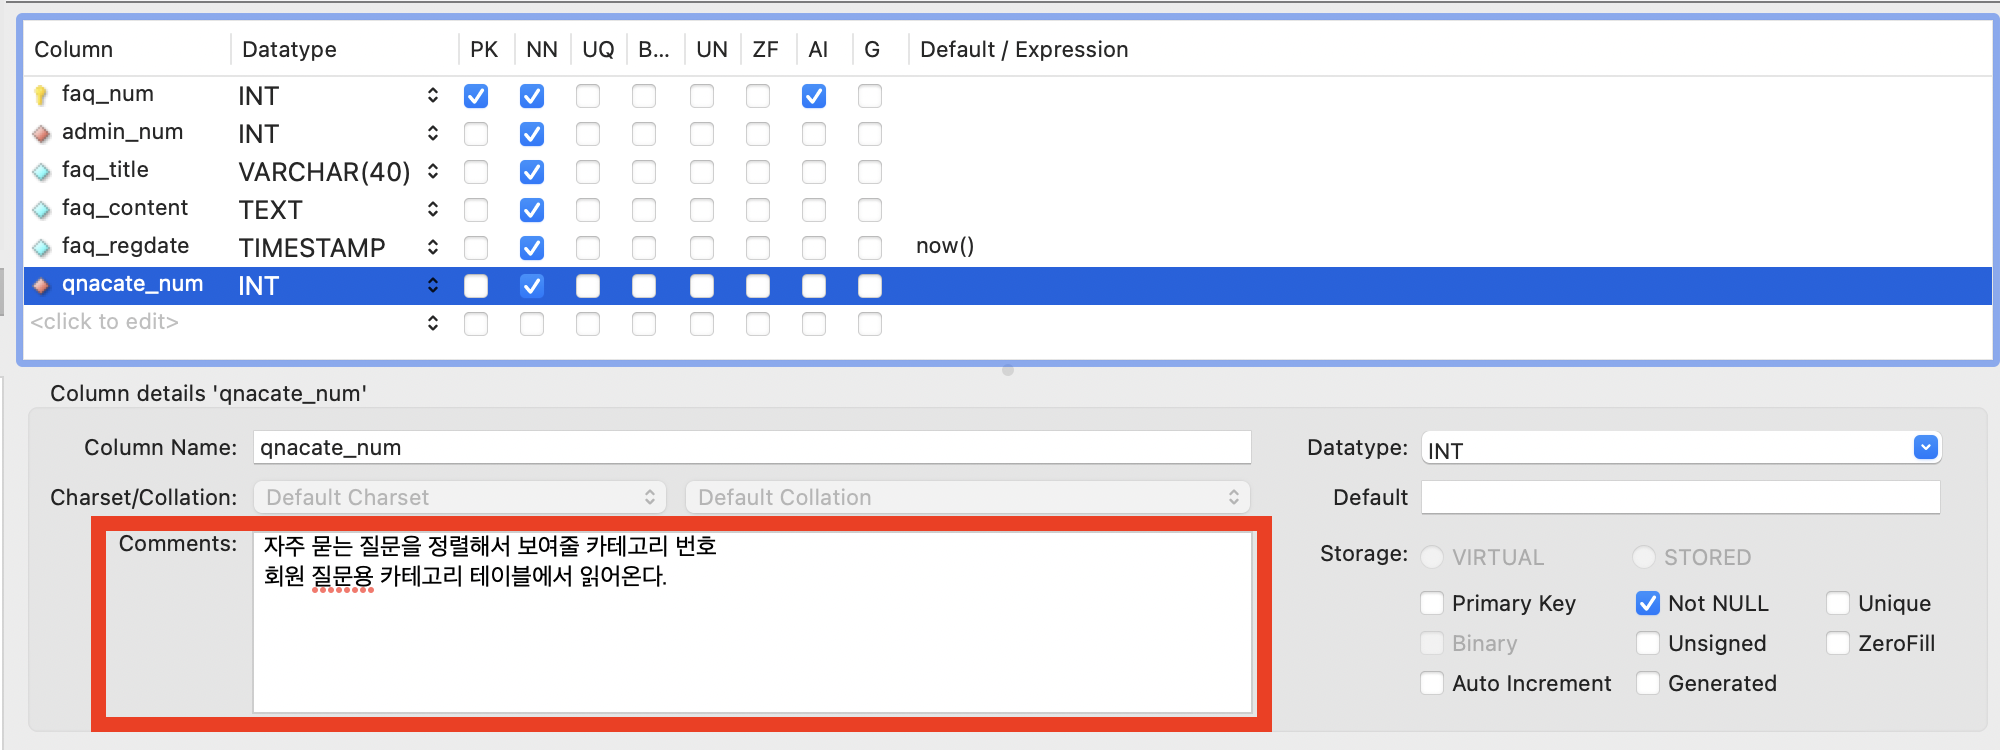 Column Datatype PK NN UQ B... UN ZF AI G Default / Expression
faq_num INT
admin_num INT
faq_title VARCHAR(40)
faq_content TEXT
faq_regdate TIMESTAMP now()
qnacate_num INT
<click to edit>
Column details 'qnacate_num'
Column Name: qnacate_num Datatype: INT
Charset/Collation: Default Charset Default Collation Default
Comments: 자주 묻는 질문을 정렬해서 보여줄 카테고리 번호
회원 질문용 카테고리 테이블에서 읽어온다.
Storage: VIRTUAL STORED
Primary Key Not NULL Unique
Binary Unsigned ZeroFill
Auto Increment Generated